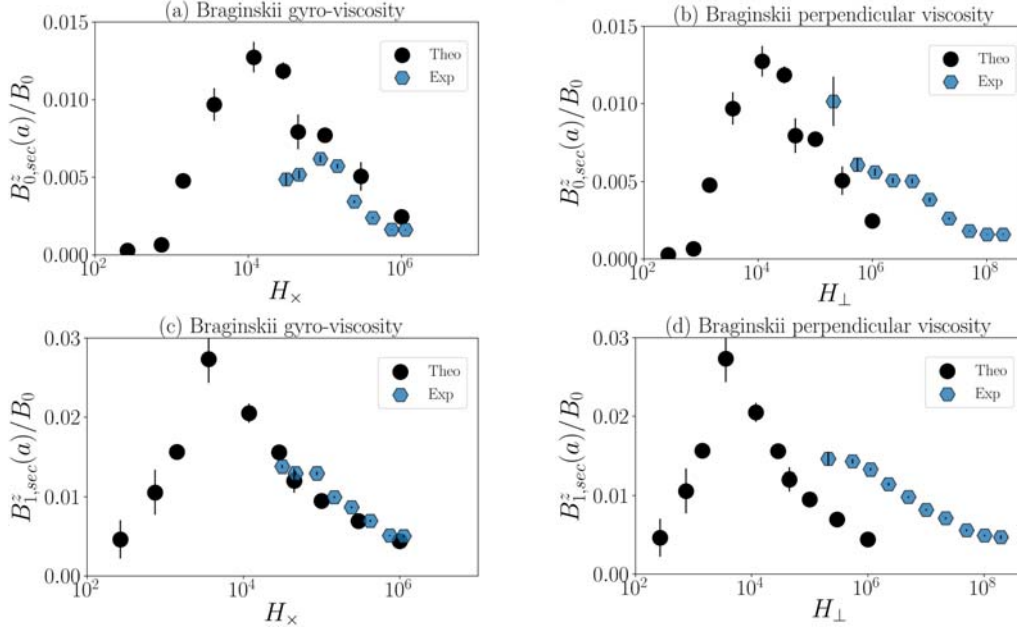 (a) Braginskii gyro-viscosity
0.015
0.010
0.005
0.000
B^z_{0,sec}(a)/B_0
Theo
Exp
10^2
10^4
10^6
H_×
(b) Braginskii perpendicular viscosity
0.015
0.010
0.005
0.000
B^z_{0,sec}(a)/B_0
Theo
Exp
10^2
10^4
10^6
10^8
H_⊥
(c) Braginskii gyro-viscosity
0.03
0.02
0.01
0.00
B^z_{1,sec}(a)/B_0
Theo
Exp
10^2
10^4
10^6
H_×
(d) Braginskii perpendicular viscosity
0.03
0.02
0.01
0.00
B^z_{1,sec}(a)/B_0
Theo
Exp
10^2
10^4
10^6
10^8
H_⊥